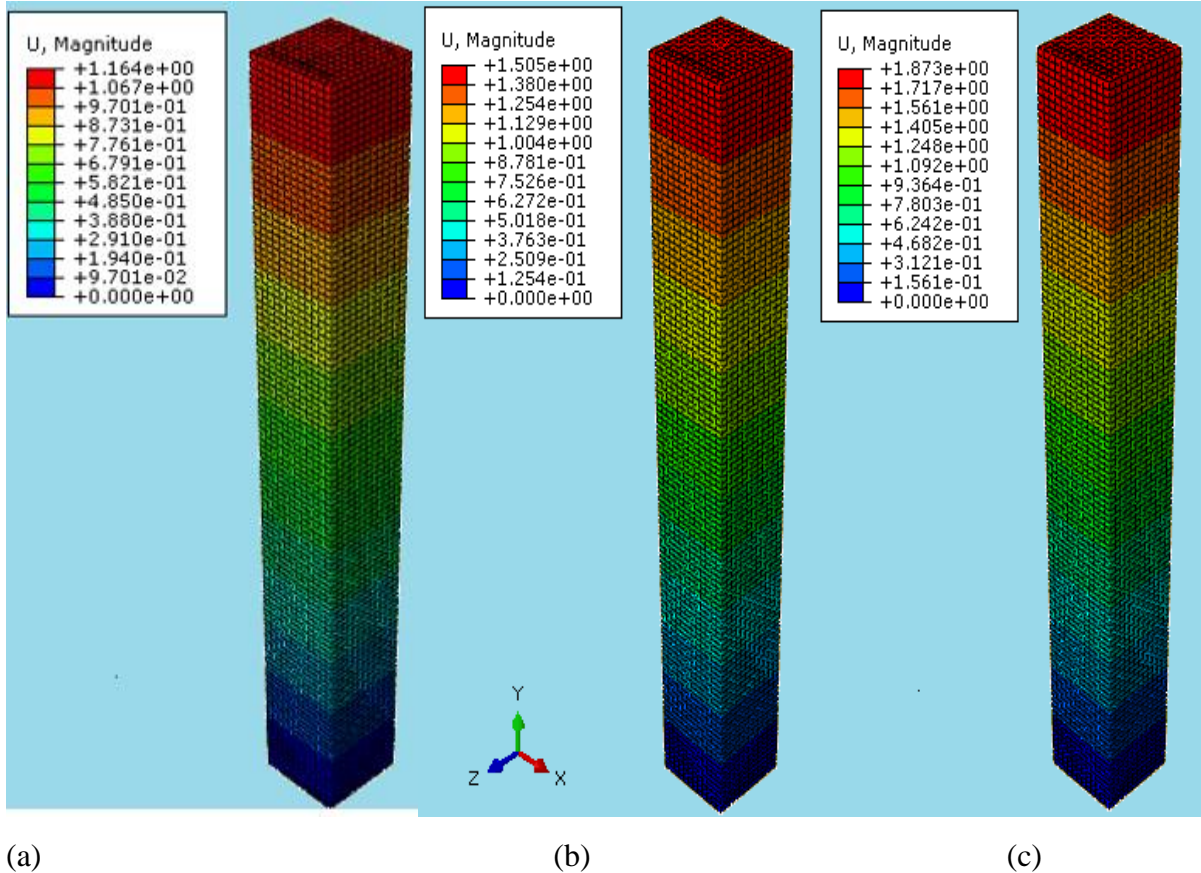 U, Magnitude
+1.164e+00
+1.067e+00
+9.701e-01
+8.731e-01
+7.761e-01
+6.791e-01
+5.821e-01
+4.850e-01
+3.880e-01
+2.910e-01
+1.940e-01
+9.701e-02
+0.000e+00
U, Magnitude
+1.505e+00
+1.380e+00
+1.254e+00
+1.129e+00
+1.004e+00
+8.781e-01
+7.526e-01
+6.272e-01
+5.018e-01
+3.763e-01
+2.509e-01
+1.254e-01
+0.000e+00
U, Magnitude
+1.873e+00
+1.717e+00
+1.561e+00
+1.405e+00
+1.248e+00
+1.092e+00
+9.364e-01
+7.803e-01
+6.242e-01
+4.682e-01
+3.121e-01
+1.561e-01
+0.000e+00
Y
Z X
(a) (b) (c)